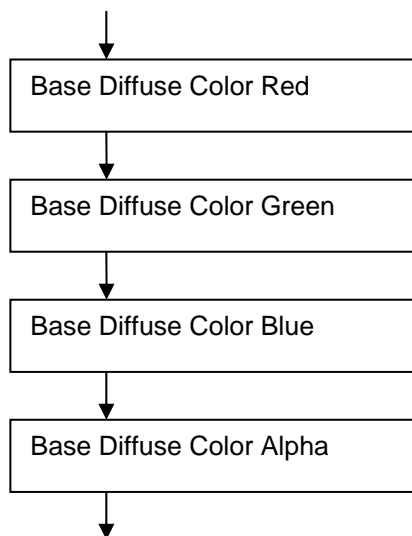 Base Diffuse Color Red
Base Diffuse Color Green
Base Diffuse Color Blue
Base Diffuse Color Alpha